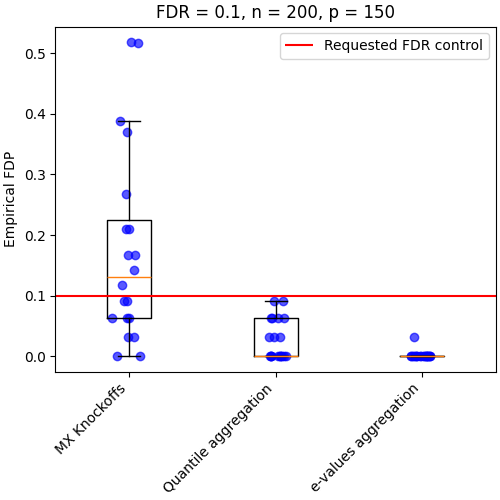 FDR = 0.1, n = 200, p = 150
Requested FDR control
Empirical FDP
0.5
0.4
0.3
0.2
0.1
0.0
MX Knockoffs
Quantile aggregation
e-values aggregation